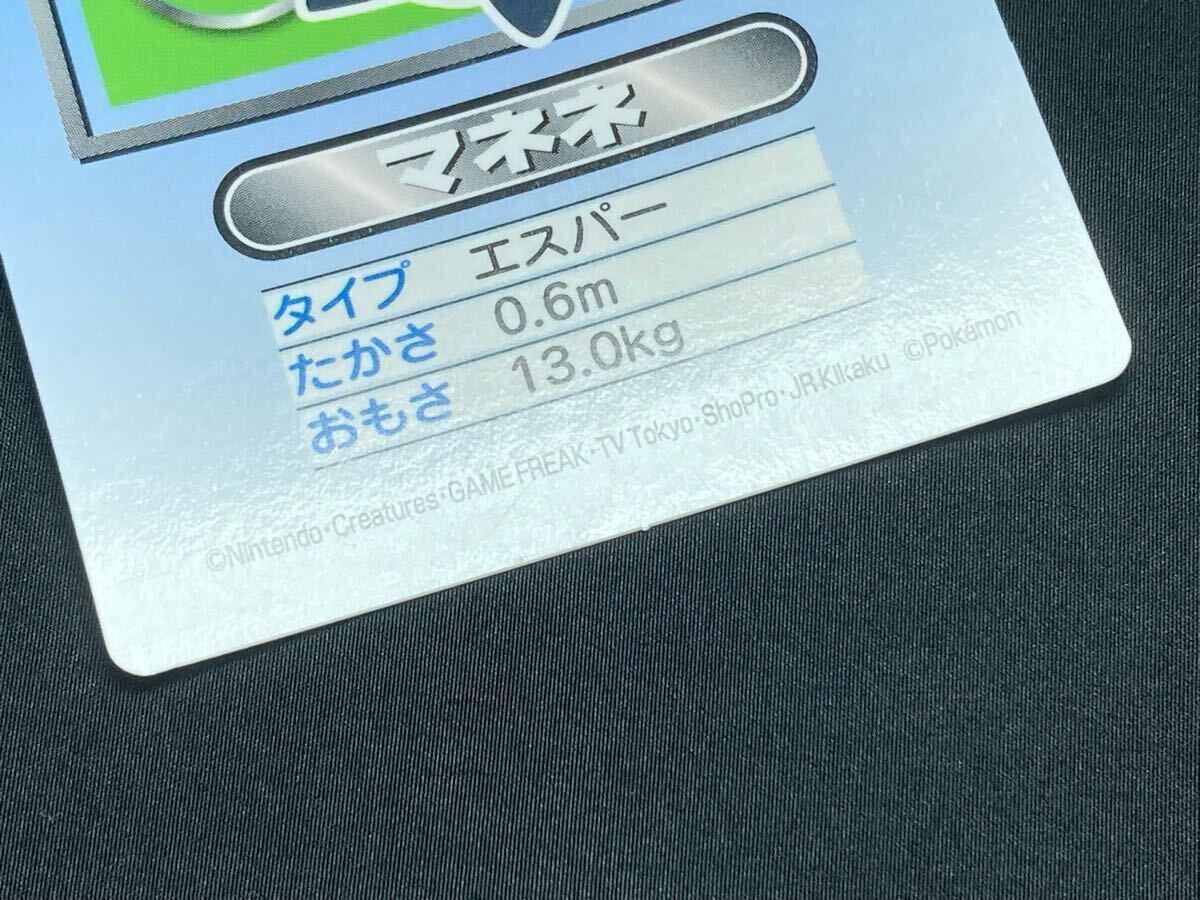 マネネ
タイプ エスパー
たかさ 0.6m
おもさ 13.0kg
©Nintendo・Creatures・GAME FREAK・TV Tokyo・ShoPro・JR Kikaku ©Pokémon